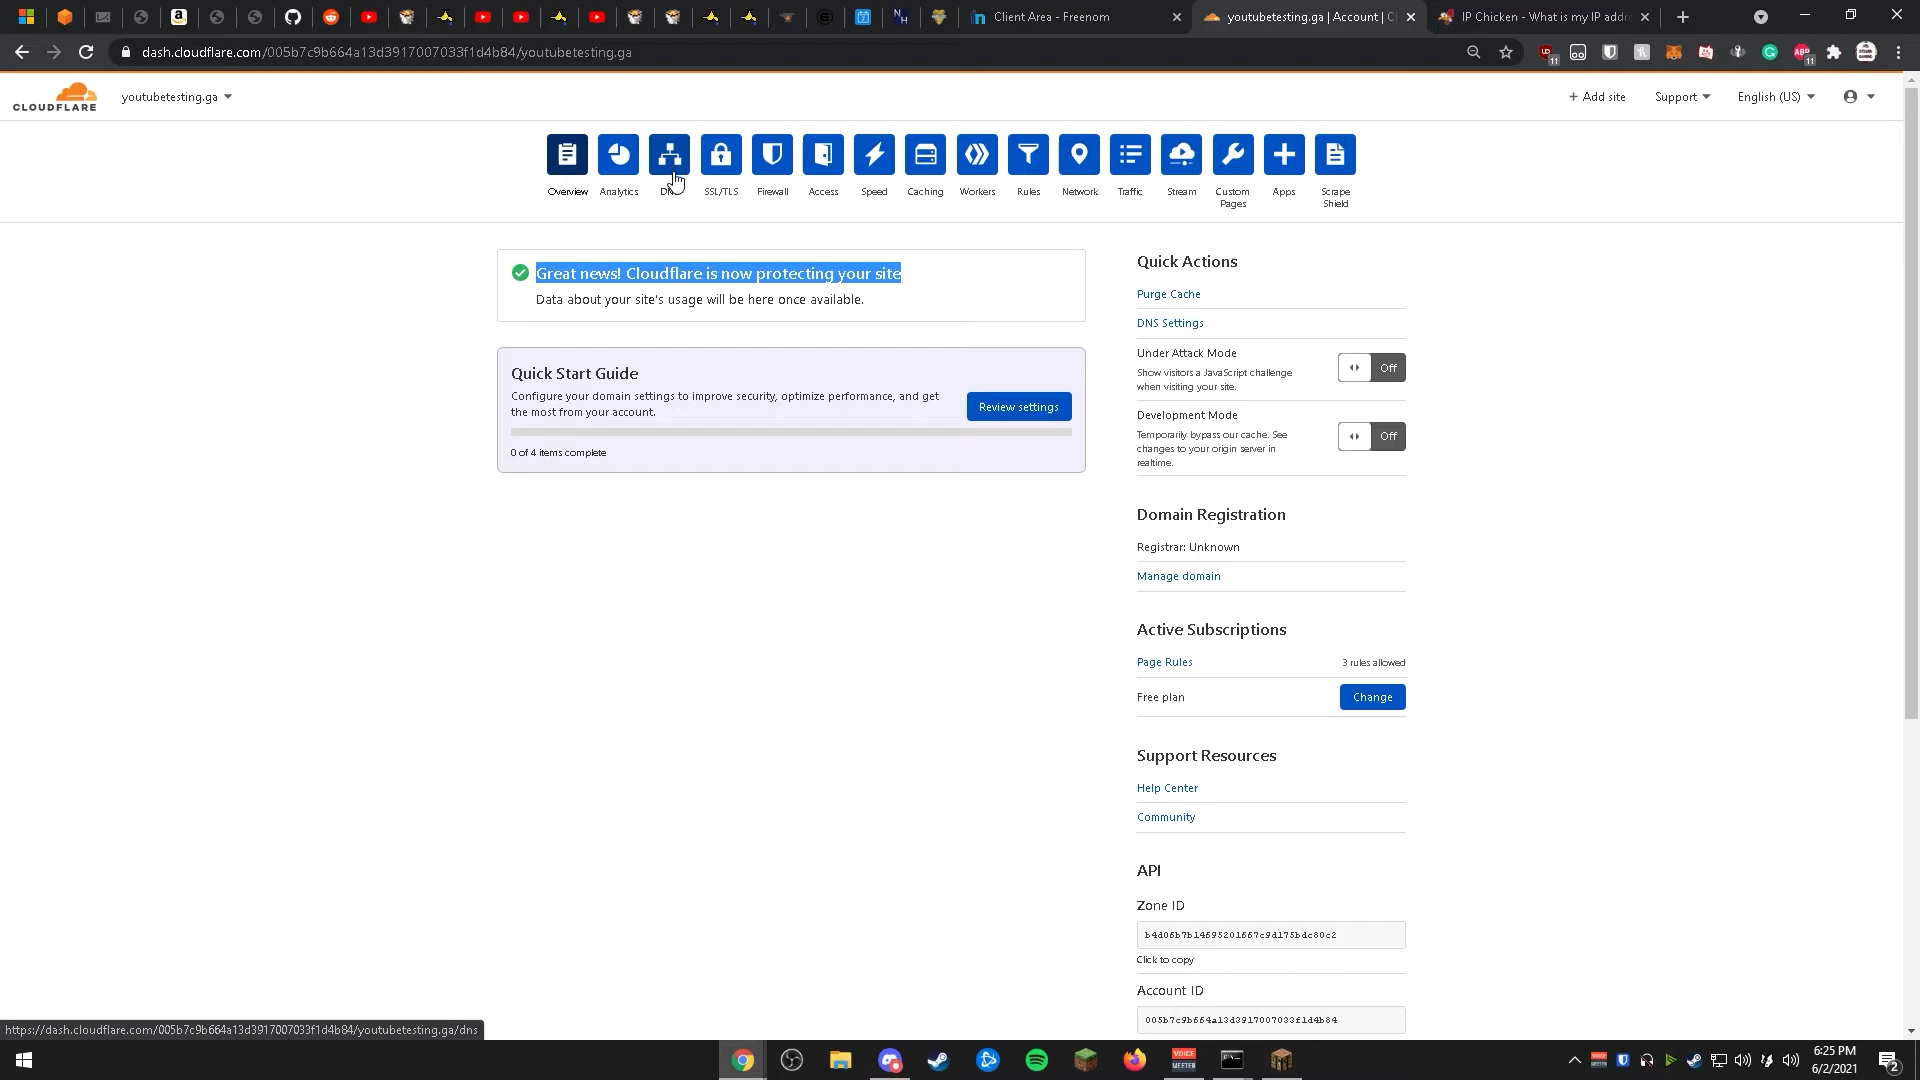 Client Area - Freenom
youtubetesting.ga | Account | C
IP Chicken - What is my IP addr
dash.cloudflare.com/005b7c9b664a13d3917007033f1d4b84/youtubetesting.ga
11
11
CLOUDFLARE
youtubetesting.ga
+ Add site
Support
English (US)
Overview
Analytics
SSL/TLS
Firewall
Access
Speed
Caching
Workers
Rules
Network
Traffic
Stream
Custom Pages
Apps
Scrape Shield
Great news! Cloudflare is now protecting your site
Data about your site's usage will be here once available.
Quick Start Guide
Configure your domain settings to improve security, optimize performance, and get
the most from your account.
Review settings
0 of 4 items complete
Quick Actions
Purge Cache
DNS Settings
Under Attack Mode
Show visitors a JavaScript challenge
when visiting your site.
Off
Development Mode
Temporarily bypass our cache. See
changes to your origin server in
realtime.
Off
Domain Registration
Registrar: Unknown
Manage domain
Active Subscriptions
Page Rules
3 rules allowed
Free plan
Change
Support Resources
Help Center
Community
API
Zone ID
Click to copy
Account ID
005b7c9b664a13d3917007033f1d4b84
https://dash.cloudflare.com/005b7c9b664a13d3917007033f1d4b84/youtubetesting.ga/dns
VOICE
MEETER
6:25 PM
6/2/2021
2